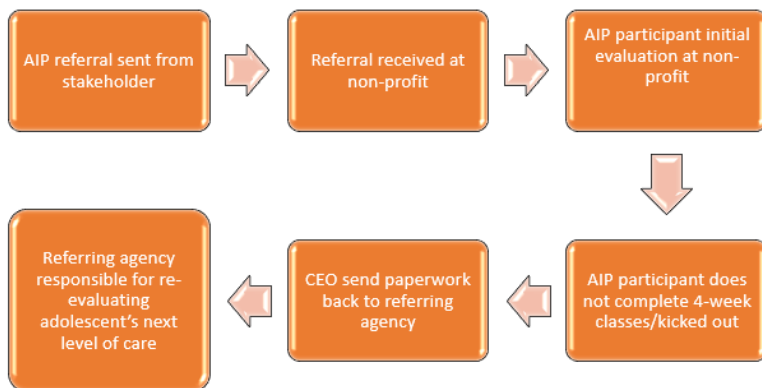 AIP referral sent from
stakeholder
Referral received at
non-profit
AIP participant initial
evaluation at non-
profit
AIP participant does
not complete 4-week
classes/kicked out
CEO send paperwork
back to referring
agency
Referring agency
responsible for re-
evaluating
adolescent's next
level of care